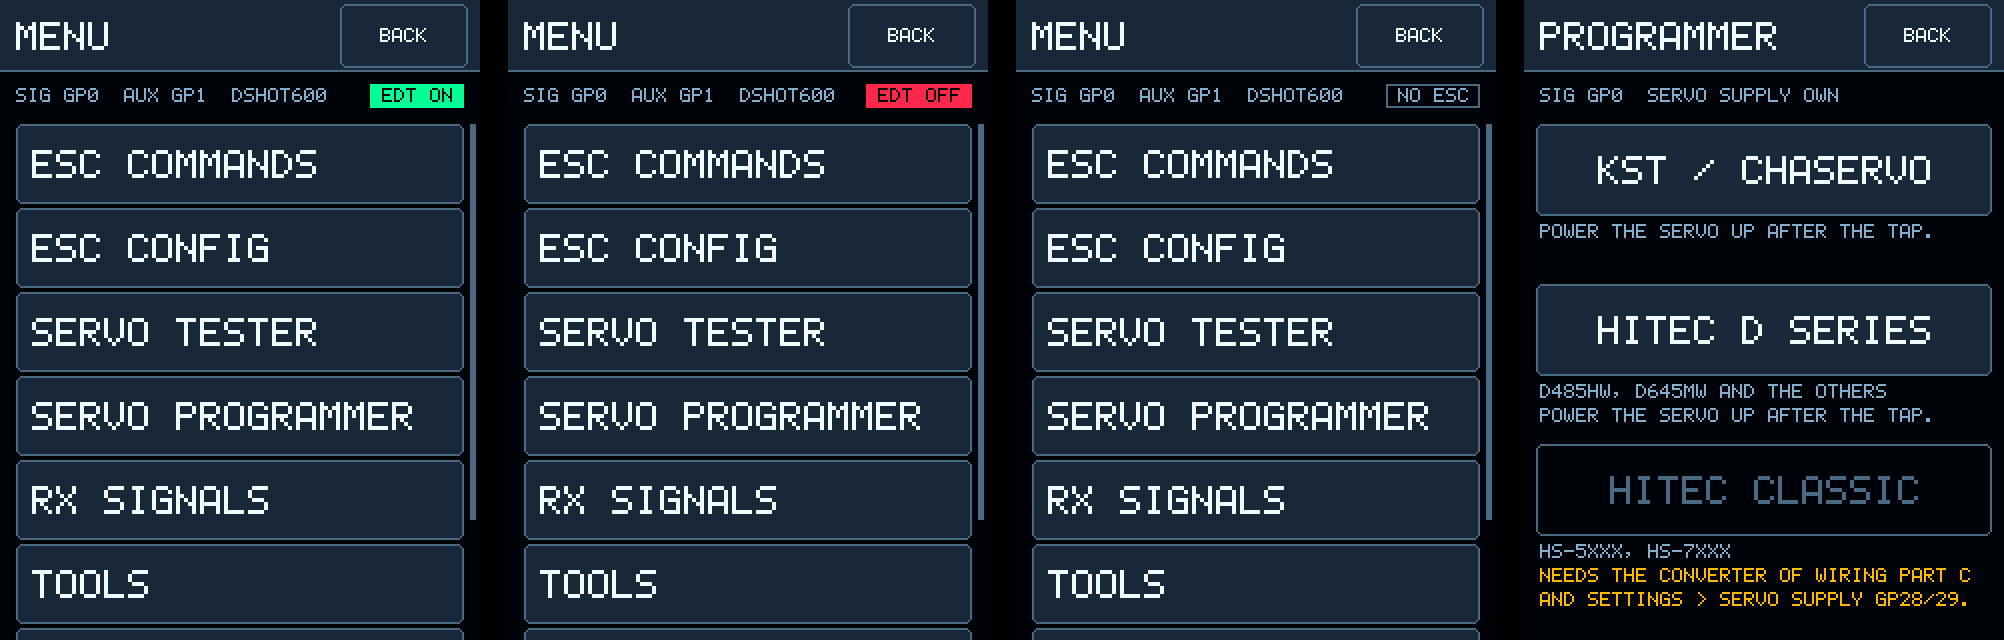 MENU
BACK
SIG GP0 AUX GP1 DSHOT600 EDT ON
ESC COMMANDS
ESC CONFIG
SERVO TESTER
SERVO PROGRAMMER
RX SIGNALS
TOOLS
MENU
BACK
SIG GP0 AUX GP1 DSHOT600 EDT OFF
ESC COMMANDS
ESC CONFIG
SERVO TESTER
SERVO PROGRAMMER
RX SIGNALS
TOOLS
MENU
BACK
SIG GP0 AUX GP1 DSHOT600 NO ESC
ESC COMMANDS
ESC CONFIG
SERVO TESTER
SERVO PROGRAMMER
RX SIGNALS
TOOLS
PROGRAMMER
BACK
SIG GP0 SERVO SUPPLY OWN
KST / CHASERVO
POWER THE SERVO UP AFTER THE TAP.
HITEC D SERIES
D485HW, D645MW AND THE OTHERS
POWER THE SERVO UP AFTER THE TAP.
HITEC CLASSIC
HS-5XXX, HS-7XXX
NEEDS THE CONVERTER OF WIRING PART C
AND SETTINGS > SERVO SUPPLY GP28/29.